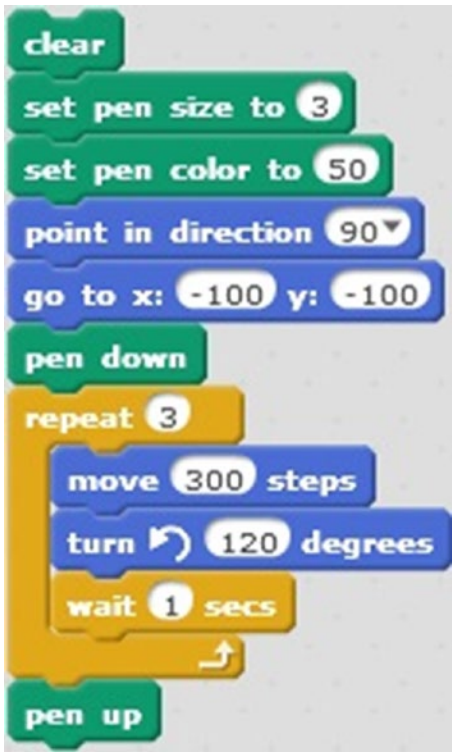 clear
set pen size to 3
set pen color to 50
point in direction 90
go to x: -100 y: -100
pen down
repeat 3
move 300 steps
turn 120 degrees
wait 1 secs
pen up